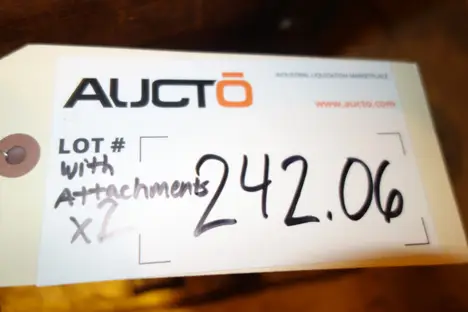 AUCTŌ
INDUSTRIAL LIQUIDATION MARKETPLACE
www.aucto.com
LOT #
With
Attachments
x2
242.06